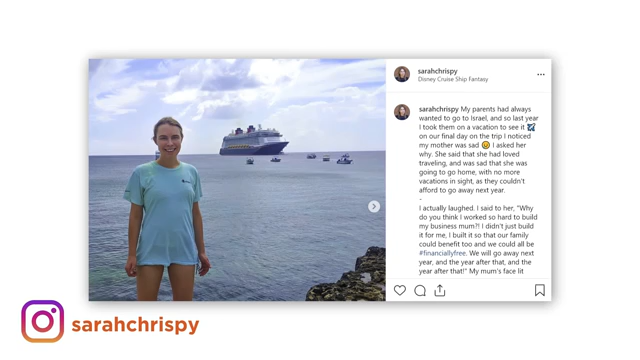 sarahchrispy
Disney Cruise Ship Fantasy
sarahchrispy My parents had always
wanted to go to Israel, and so last year
I took them on a vacation to see it
on our final day on the trip I noticed
my mother was sad 😕 I asked her
why. She said that she had loved
traveling, and was sad that she was
going to go home, with no more
vacations in sight, as they couldn't
afford to go away next year.
-
I actually laughed. I said to her, "Why
do you think I worked so hard to build
my business mum?! I didn't just build
it for me, I built it so that our family
could benefit too and we could all be
#financiallyfree. We will go away next
year, and the year after that, and the
year after that!" My mum's face lit
sarahchrispy